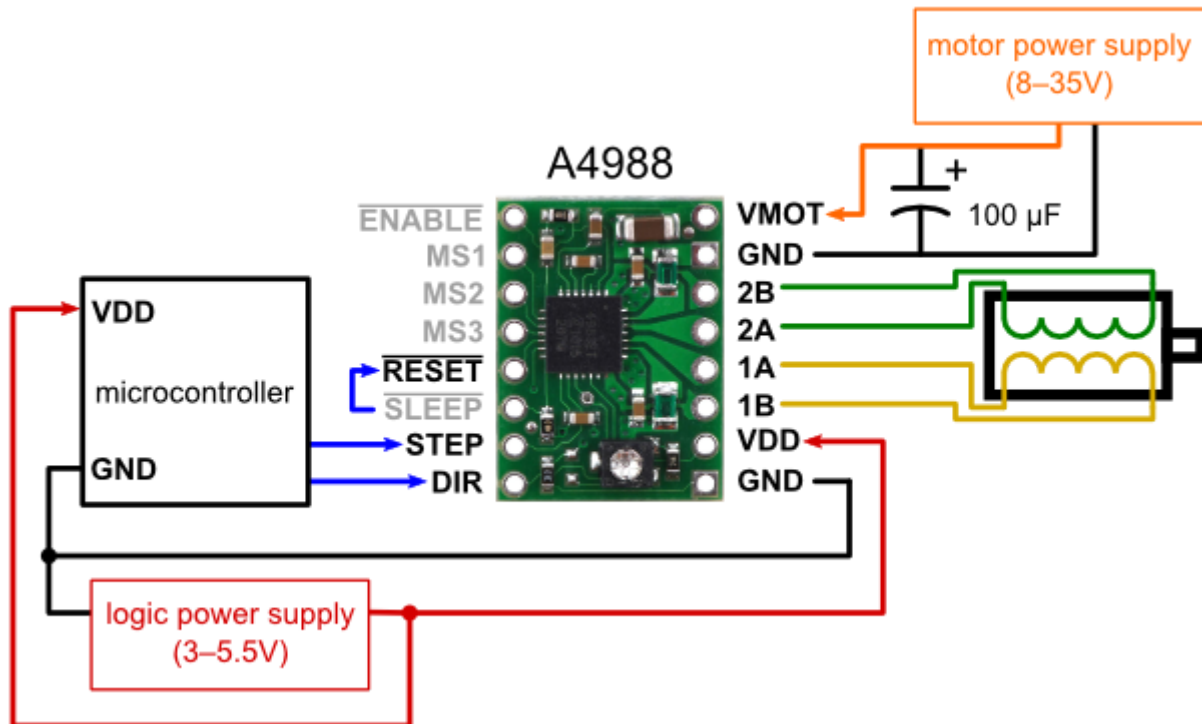 motor power supply
(8–35V)
A4988
ENABLE
VMOT
+
100 µF
MS1
GND
MS2
2B
MS3
2A
RESET
1A
SLEEP
1B
STEP
VDD
DIR
GND
VDD
microcontroller
GND
logic power supply
(3–5.5V)